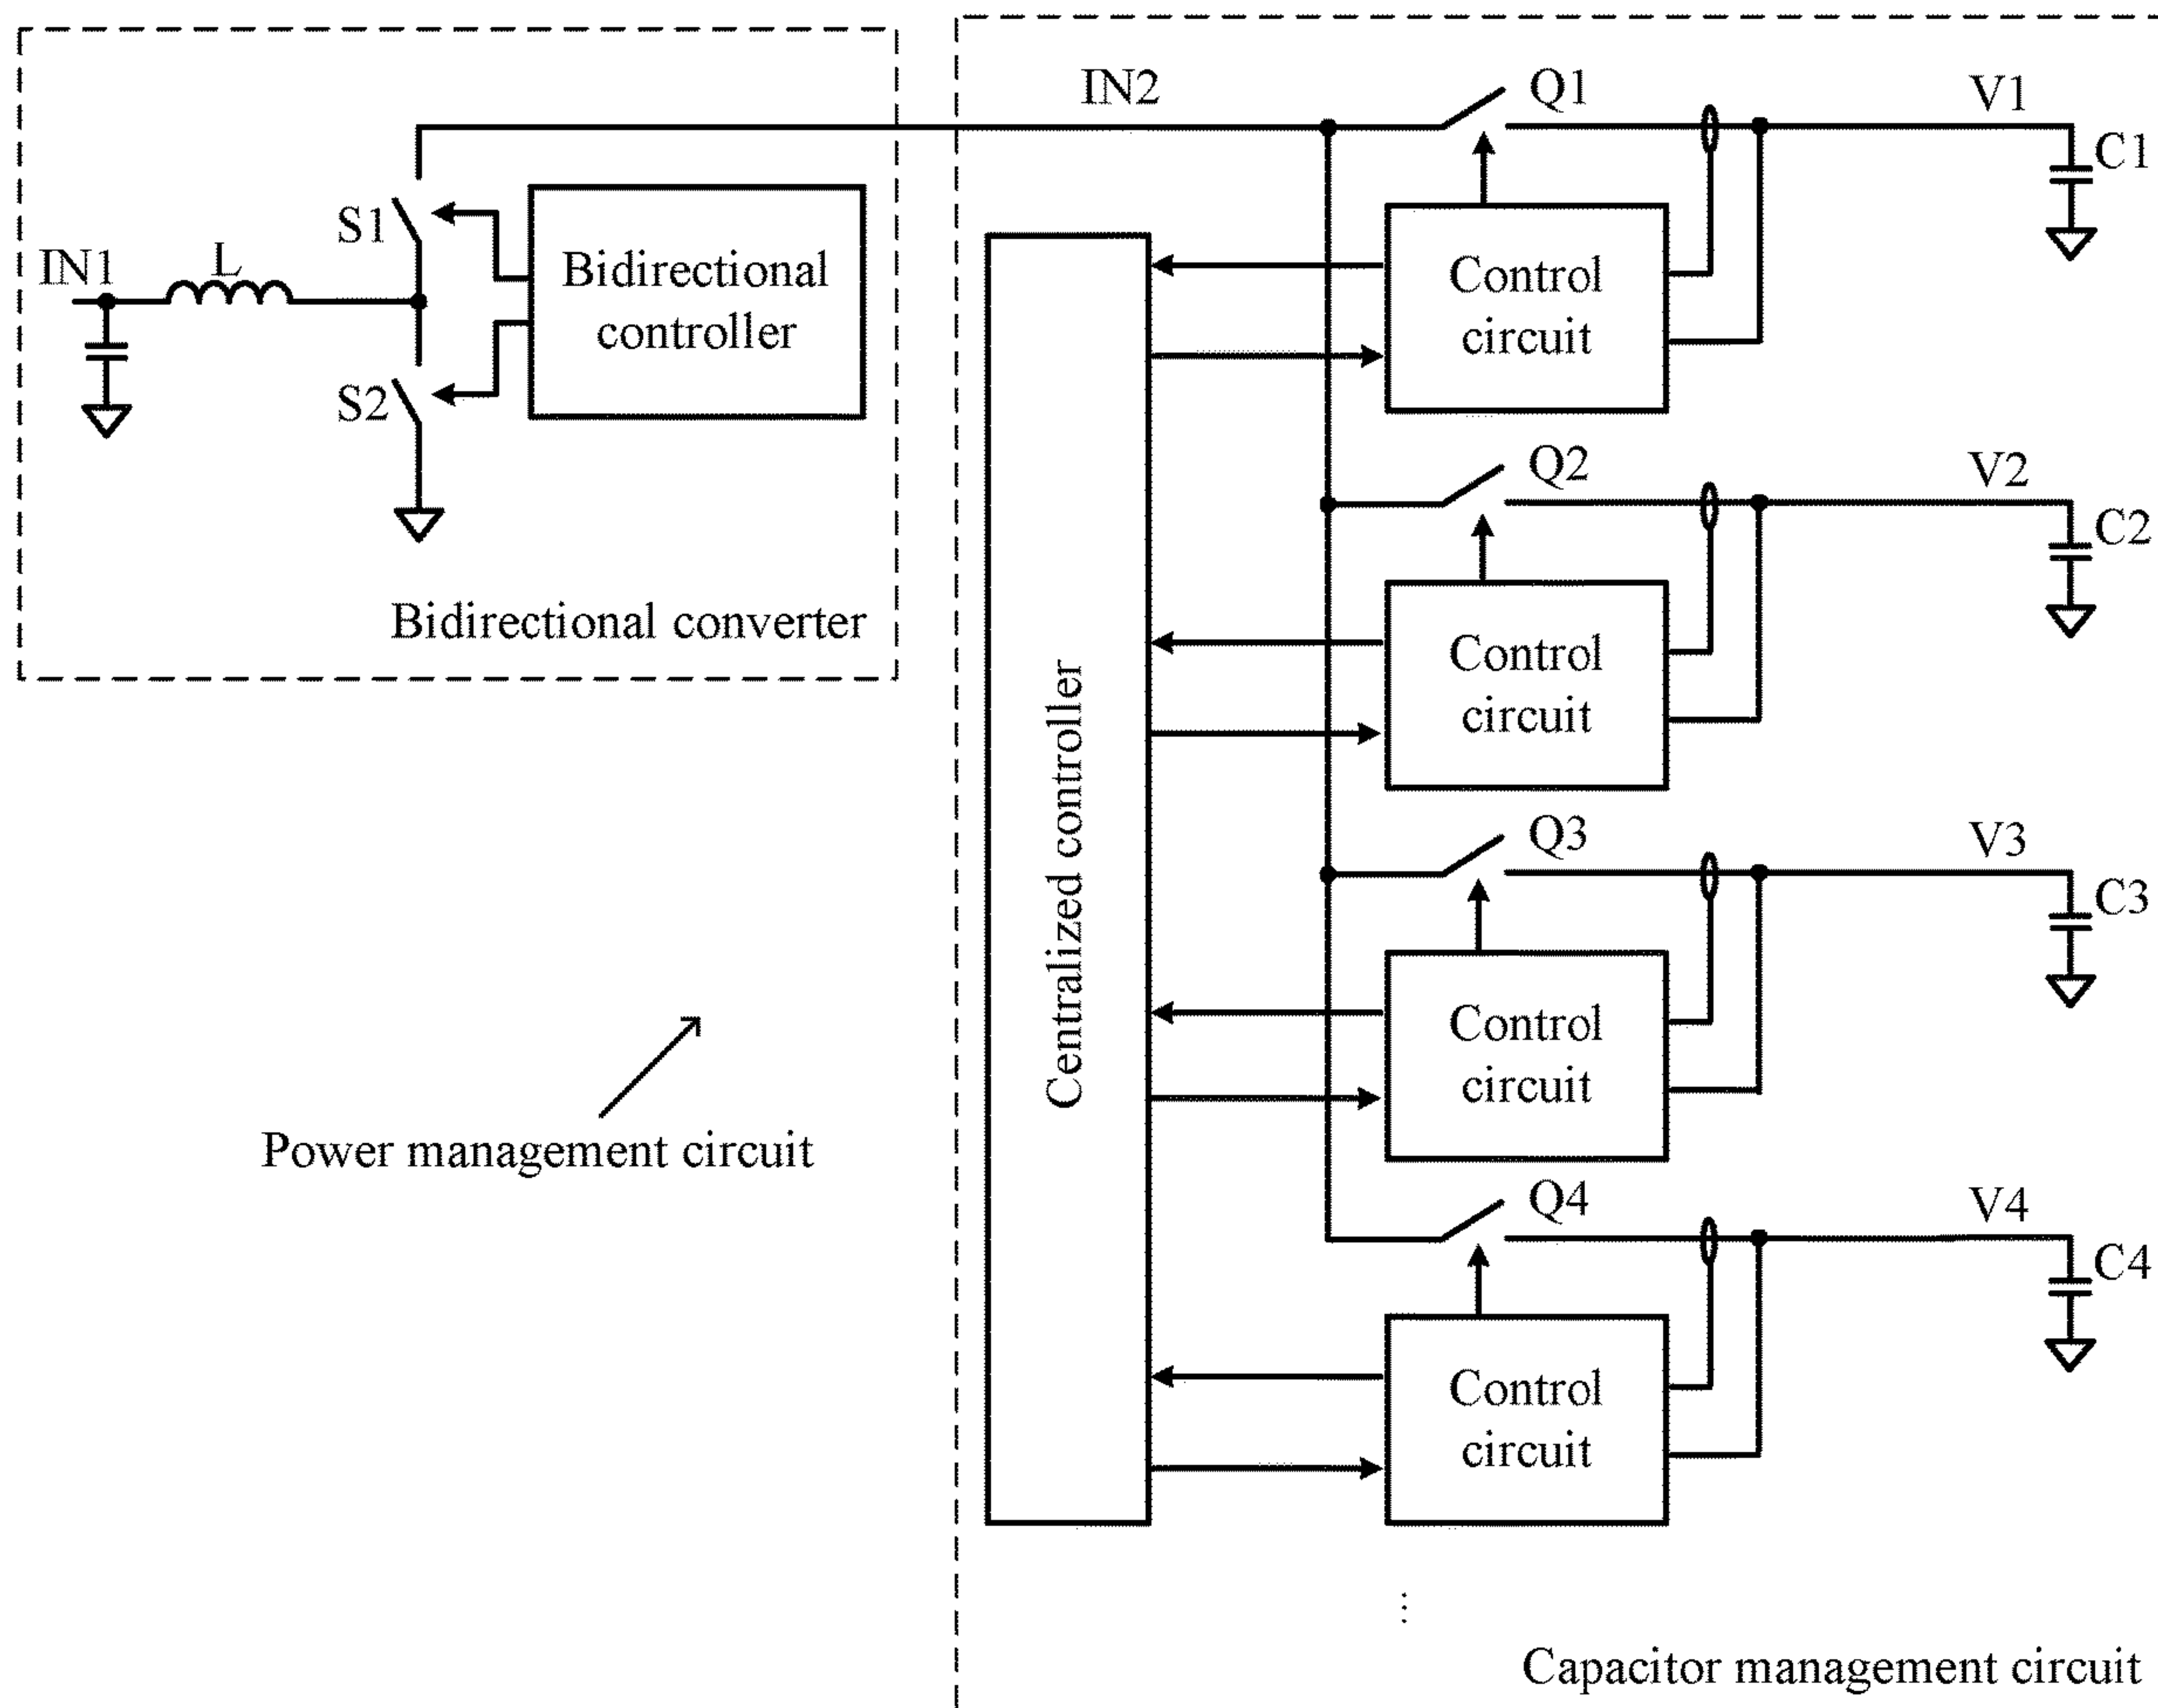 IN2
Q1
V1
C1
S1
Bidirectional
controller
IN1
L
S2
Control
circuit
Bidirectional converter
Q2
V2
C2
Control
circuit
Centralized controller
Q3
V3
C3
Control
circuit
Power management circuit
Q4
V4
C4
Control
circuit
⋮
Capacitor management circuit